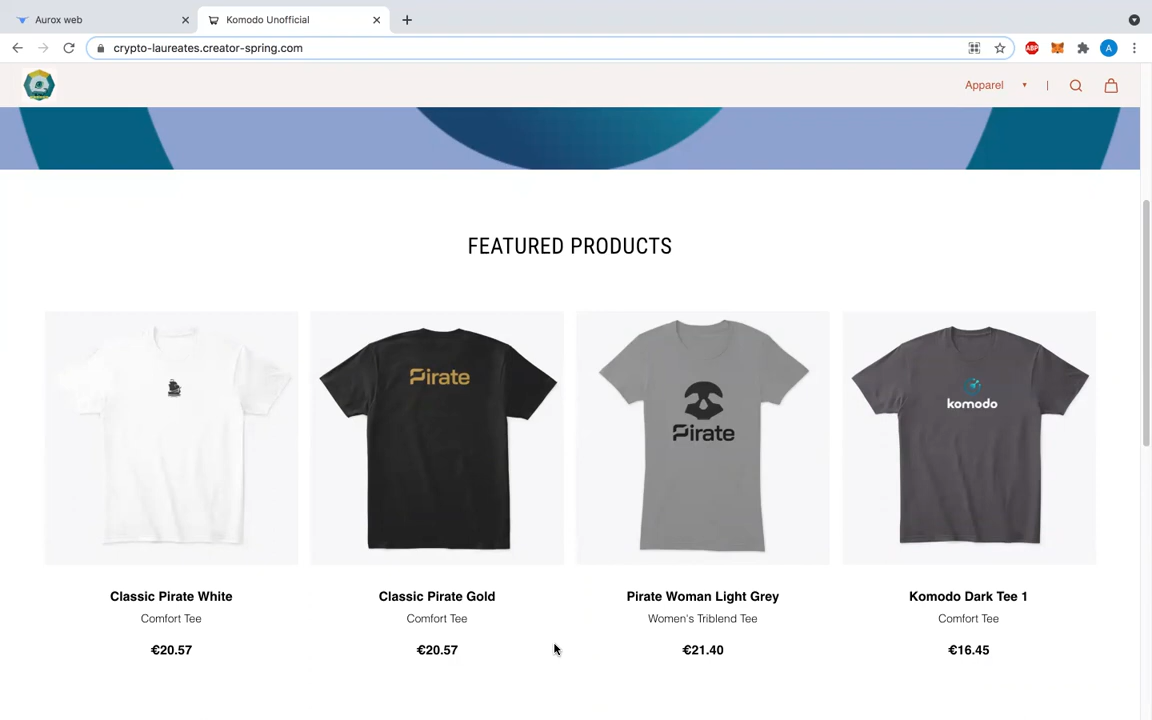 Aurox web
Komodo Unofficial
crypto-laureates.creator-spring.com
ABP
A
Apparel
FEATURED PRODUCTS
Pirate
Pirate
komodo
Classic Pirate White
Classic Pirate Gold
Pirate Woman Light Grey
Komodo Dark Tee 1
Comfort Tee
Comfort Tee
Women's Triblend Tee
Comfort Tee
€20.57
€20.57
€21.40
€16.45